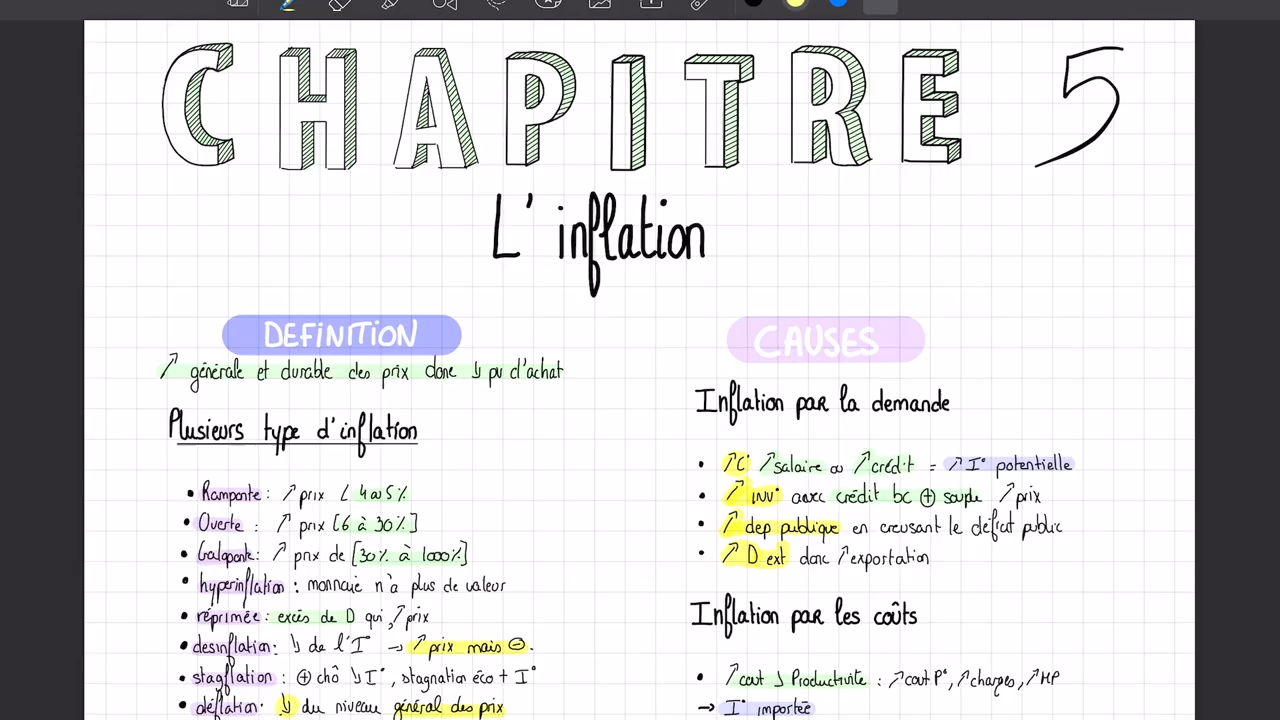 CHAPITRE 5
L'inflation
DEFINITION
↗ générale et durable des prix donc ↘ pv d'achat
Plusieurs type d'inflation
• Rampante : ↗ prix < 4 ou 5%
• Ouverte : ↗ prix [6 à 30%]
• Galopante : ↗ prix de [30% à 1000%]
• hyperinflation : monnaie n'a plus de valeur
• réprimée : excés de D qui ↗ prix
• desinflation : ↘ de l'I° → ↗ prix mais ⊖.
• stagflation : ⊕ chô ↘ I°, stagnation éco + I°
• déflation : ↘ du niveau général des prix
CAUSES
Inflation par la demande
• ↗ C° ↗ salaire ou ↗ crédit = ↗ I° potentielle
• ↗ INV° avec crédit bc ⊕ souple ↗ prix
• ↗ dep publique en creusant le déficit public
• ↗ D ext donc ↗ exportation
Inflation par les coûts
• ↗ cout ↘ Productivité : ↗ cout P°, ↗ charges, ↗ MP
→ I° importée